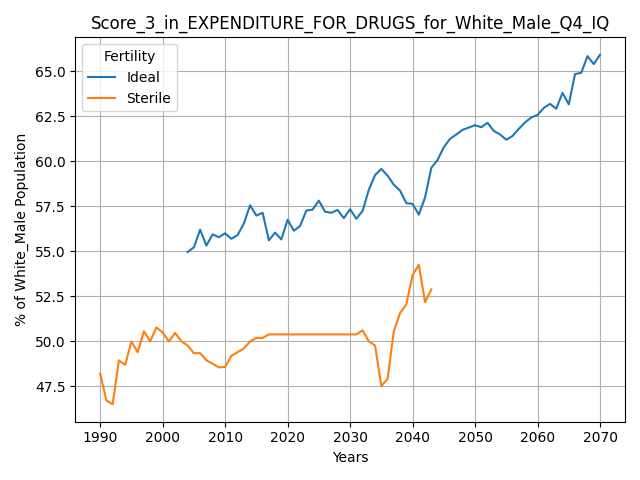 Score_3_in_EXPENDITURE_FOR_DRUGS_for_White_Male_Q4_IQ
Fertility
Ideal
Sterile
% of White_Male Population
65.0
62.5
60.0
57.5
55.0
52.5
50.0
47.5
1990 2000 2010 2020 2030 2040 2050 2060 2070
Years